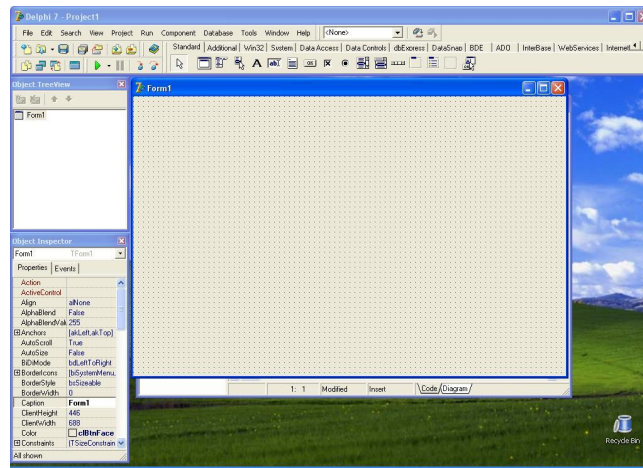 Delphi 7 - Project1
File Edit Search View Project Run Component Database Tools Window Help <None>
Standard Additional Win32 System Data Access Data Controls dbExpress DataSnap BDE ADO InterBase WebServices
Object TreeView
Form1
Form1
Object Inspector
Form1 TForm1
Properties Events
Action
ActiveControl
Align alNone
AlphaBlend False
AlphaBlendVal 255
Anchors [akLeft,akTop]
AutoScroll True
AutoSize False
BiDiMode bdLeftToRight
BorderIcons [biSystemMenu,
BorderStyle bsSizeable
BorderWidth 0
Caption Form1
ClientHeight 446
ClientWidth 688
Color clBtnFace
Constraints (TSizeConstrain
All shown
1: 1 Modified Insert Code Diagram
Recycle Bin